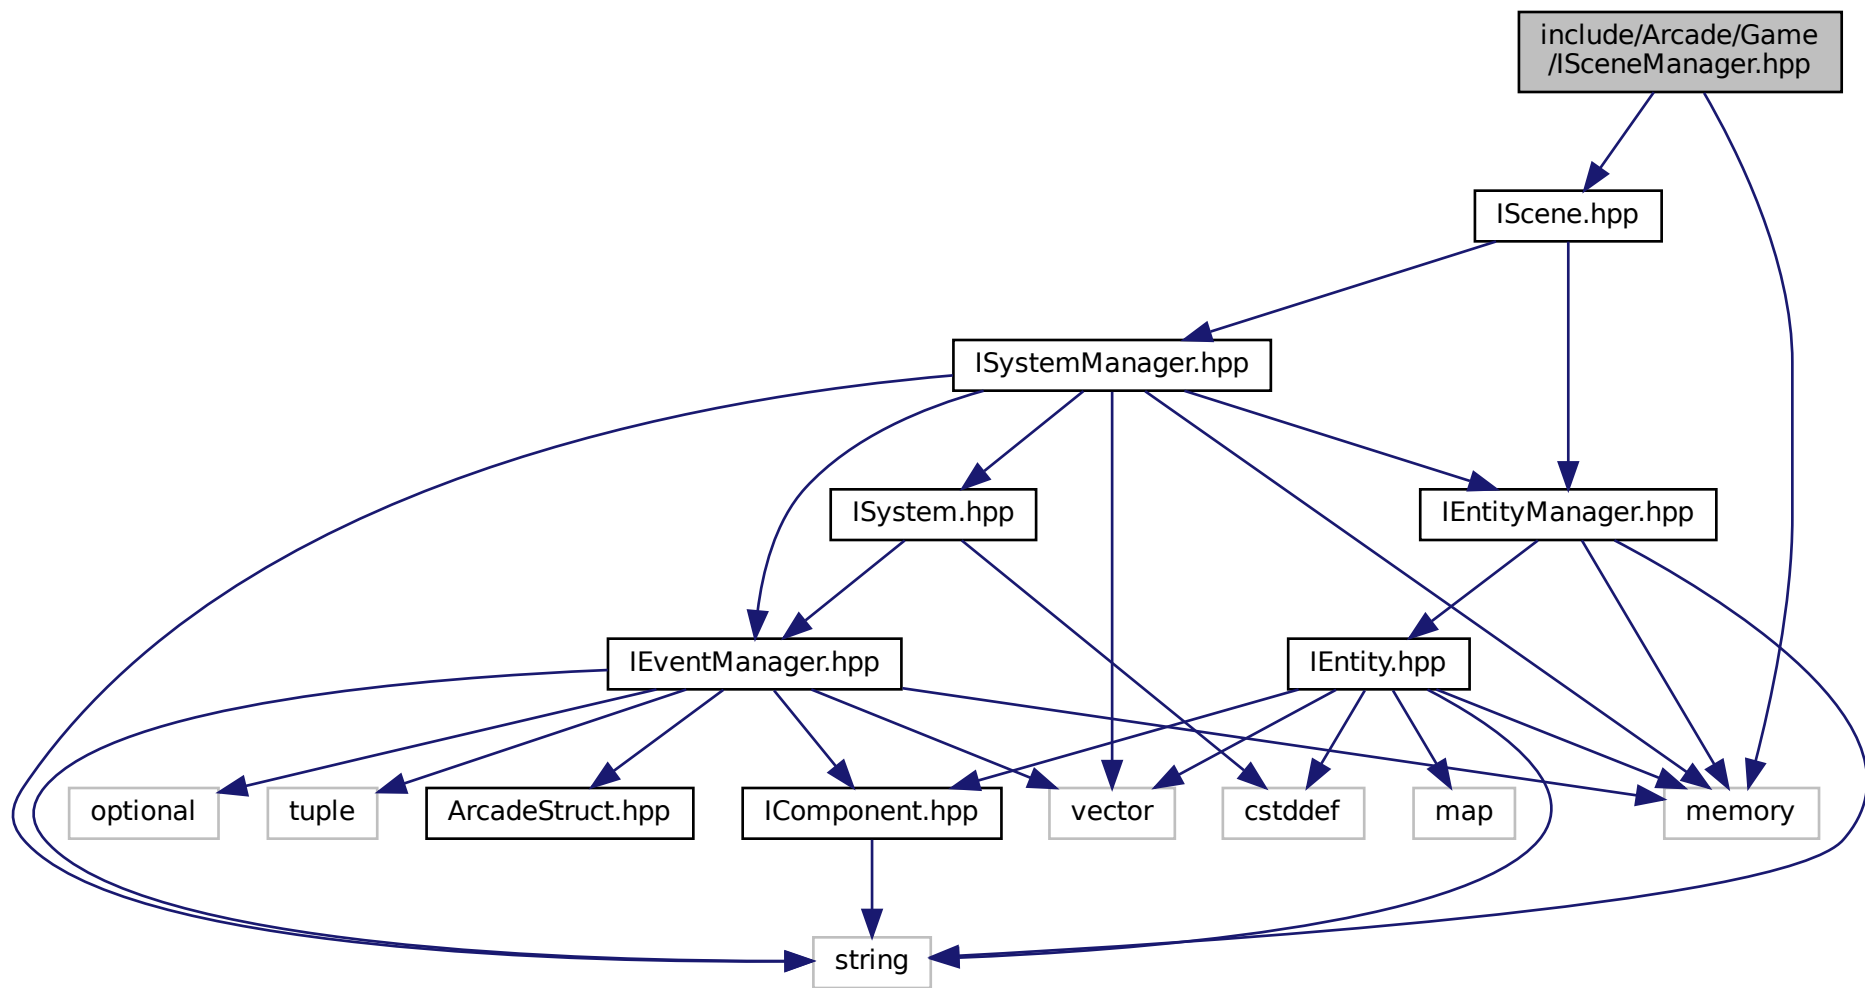 include/Arcade/Game
/ISceneManager.hpp
IScene.hpp
ISystemManager.hpp
ISystem.hpp
IEntityManager.hpp
IEventManager.hpp
IEntity.hpp
optional
tuple
ArcadeStruct.hpp
IComponent.hpp
vector
cstddef
map
memory
string